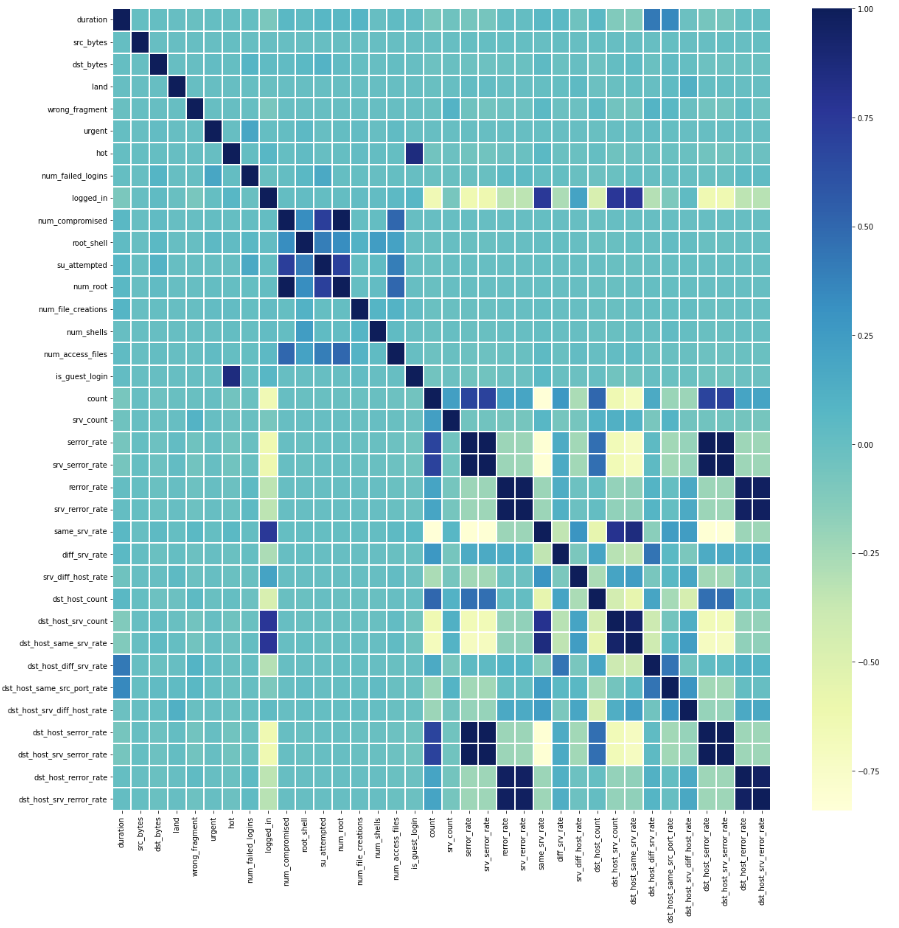 duration
src_bytes
dst_bytes
land
wrong_fragment
urgent
hot
num_failed_logins
logged_in
num_compromised
root_shell
su_attempted
num_root
num_file_creations
num_shells
num_access_files
is_guest_login
count
srv_count
serror_rate
srv_serror_rate
rerror_rate
srv_rerror_rate
same_srv_rate
diff_srv_rate
srv_diff_host_rate
dst_host_count
dst_host_srv_count
dst_host_same_srv_rate
dst_host_diff_srv_rate
dst_host_same_src_port_rate
dst_host_srv_diff_host_rate
dst_host_serror_rate
dst_host_srv_serror_rate
dst_host_rerror_rate
dst_host_srv_rerror_rate
duration
src_bytes
dst_bytes
land
wrong_fragment
urgent
hot
num_failed_logins
logged_in
num_compromised
root_shell
su_attempted
num_root
num_file_creations
num_shells
num_access_files
is_guest_login
count
srv_count
serror_rate
srv_serror_rate
rerror_rate
srv_rerror_rate
same_srv_rate
diff_srv_rate
srv_diff_host_rate
dst_host_count
dst_host_srv_count
dst_host_same_srv_rate
dst_host_diff_srv_rate
dst_host_same_src_port_rate
dst_host_srv_diff_host_rate
dst_host_serror_rate
dst_host_srv_serror_rate
dst_host_rerror_rate
dst_host_srv_rerror_rate
1.00
0.75
0.50
0.25
0.00
−0.25
−0.50
−0.75